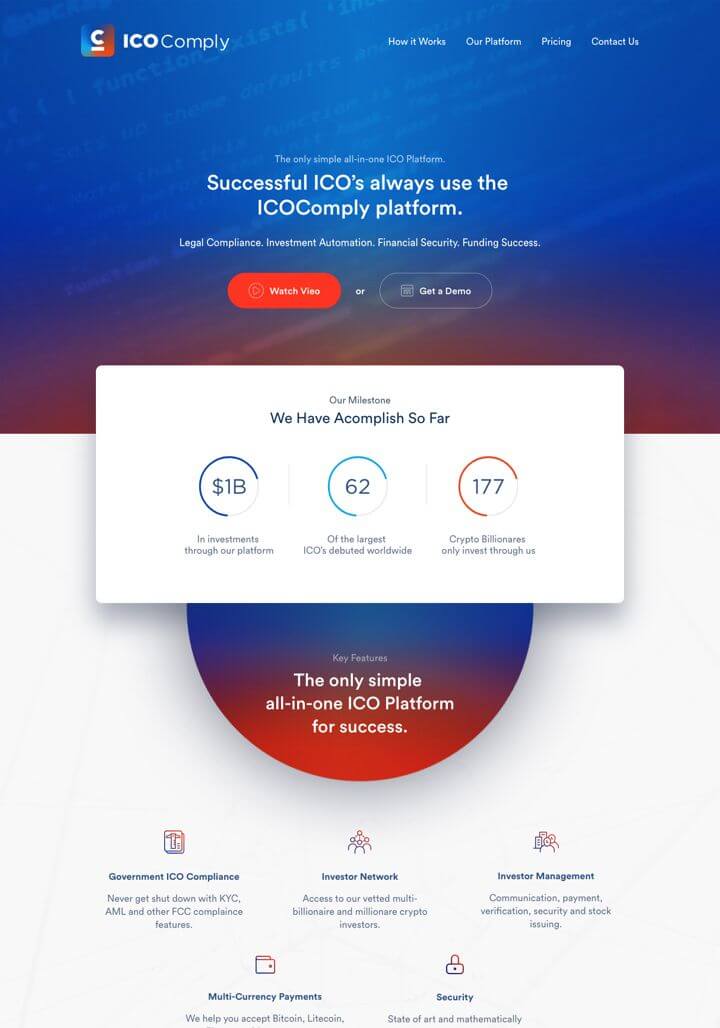 ICOComply
How it Works
Our Platform
Pricing
Contact Us
The only simple all-in-one ICO Platform.
Successful ICO’s always use the
ICOComply platform.
Legal Compliance. Investment Automation. Financial Security. Funding Success.
Watch Vieo
or
Get a Demo
Our Milestone
We Have Acomplish So Far
$1B
62
177
In investments
through our platform
Of the largest
ICO’s debuted worldwide
Crypto Billionares
only invest through us
Key Features
The only simple
all-in-one ICO Platform
for success.
Government ICO Compliance
Never get shut down with KYC,
AML and other FCC complaince
features.
Investor Network
Access to our vetted multi-
billionaire and millionare crypto
investors.
Investor Management
Communication, payment,
verification, security and stock
issuing.
Multi-Currency Payments
We help you accept Bitcoin, Litecoin,
Security
State of art and mathematically